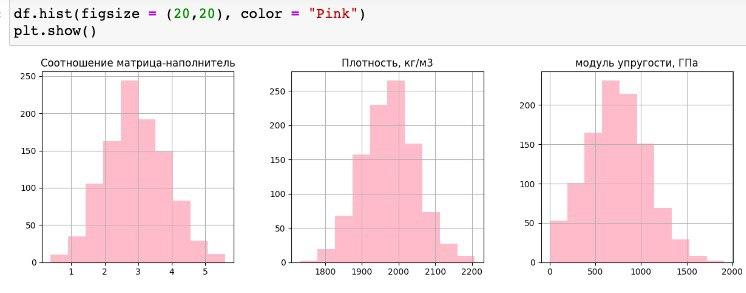 df.hist(figsize = (20,20), color = "Pink")
plt.show()
Соотношение матрица-наполнитель
Плотность, кг/м3
модуль упругости, ГПа
250
200
150
100
50
0
1 2 3 4 5
250
200
150
100
50
0
1800 1900 2000 2100 2200
200
150
100
50
0
0 500 1000 1500 2000